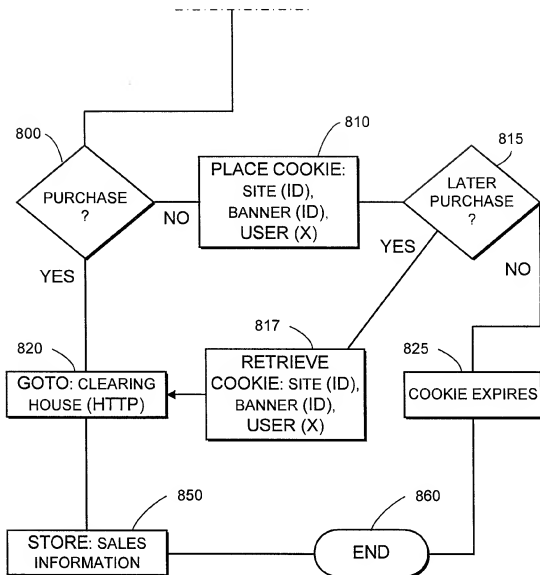 800
PURCHASE
?
NO
YES
810
PLACE COOKIE:
SITE (ID),
BANNER (ID),
USER (X)
815
LATER
PURCHASE
?
YES
NO
817
RETRIEVE
COOKIE: SITE (ID),
BANNER (ID),
USER (X)
820
GOTO: CLEARING
HOUSE (HTTP)
825
COOKIE EXPIRES
850
STORE: SALES
INFORMATION
860
END